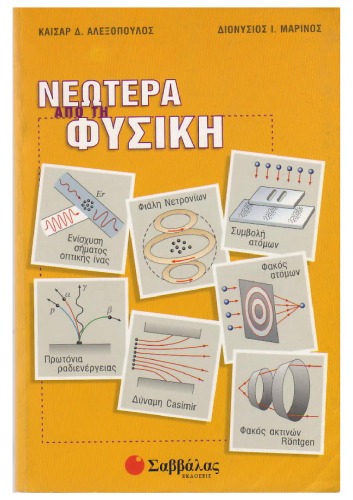 ΚΑΙΣΑΡ Δ. ΑΛΕΞΟΠΟΥΛΟΣ
ΔΙΟΝΥΣΙΟΣ Ι. ΜΑΡΙΝΟΣ
ΝΕΩΤΕΡΑ
ΑΠΟ ΤΗ
ΦΥΣΙΚΗ
Er
Ενίσχυση
σήματος
οπτικής ίνας
Φιάλη Νετρονίων
Συμβολή
ατόμων
p
α
γ
β
Πρωτόνια
ραδιενέργειας
Δύναμη Casimir
Φακός
ατόμων
Φακός ακτινών
Röntgen
Σαββάλας
ΕΚΔΟΣΕΙΣ